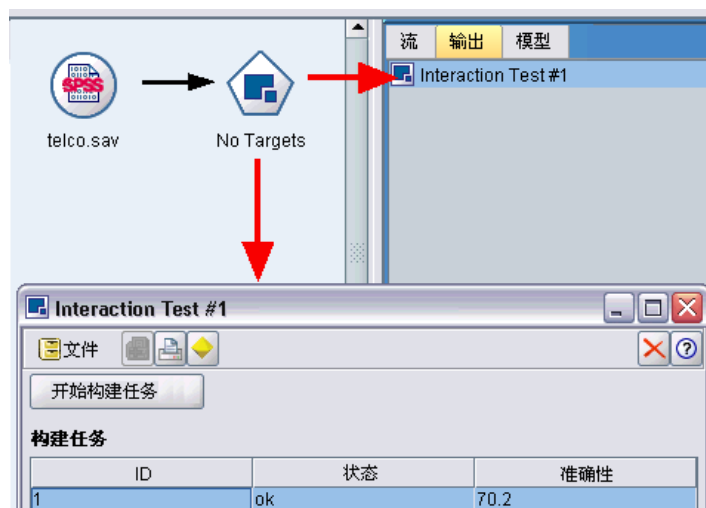 流 输出 模型
Interaction Test #1
SPSS
telco.sav
No Targets
Interaction Test #1
文件
开始构建任务
构建任务
ID 状态 准确性
1 ok 70.2